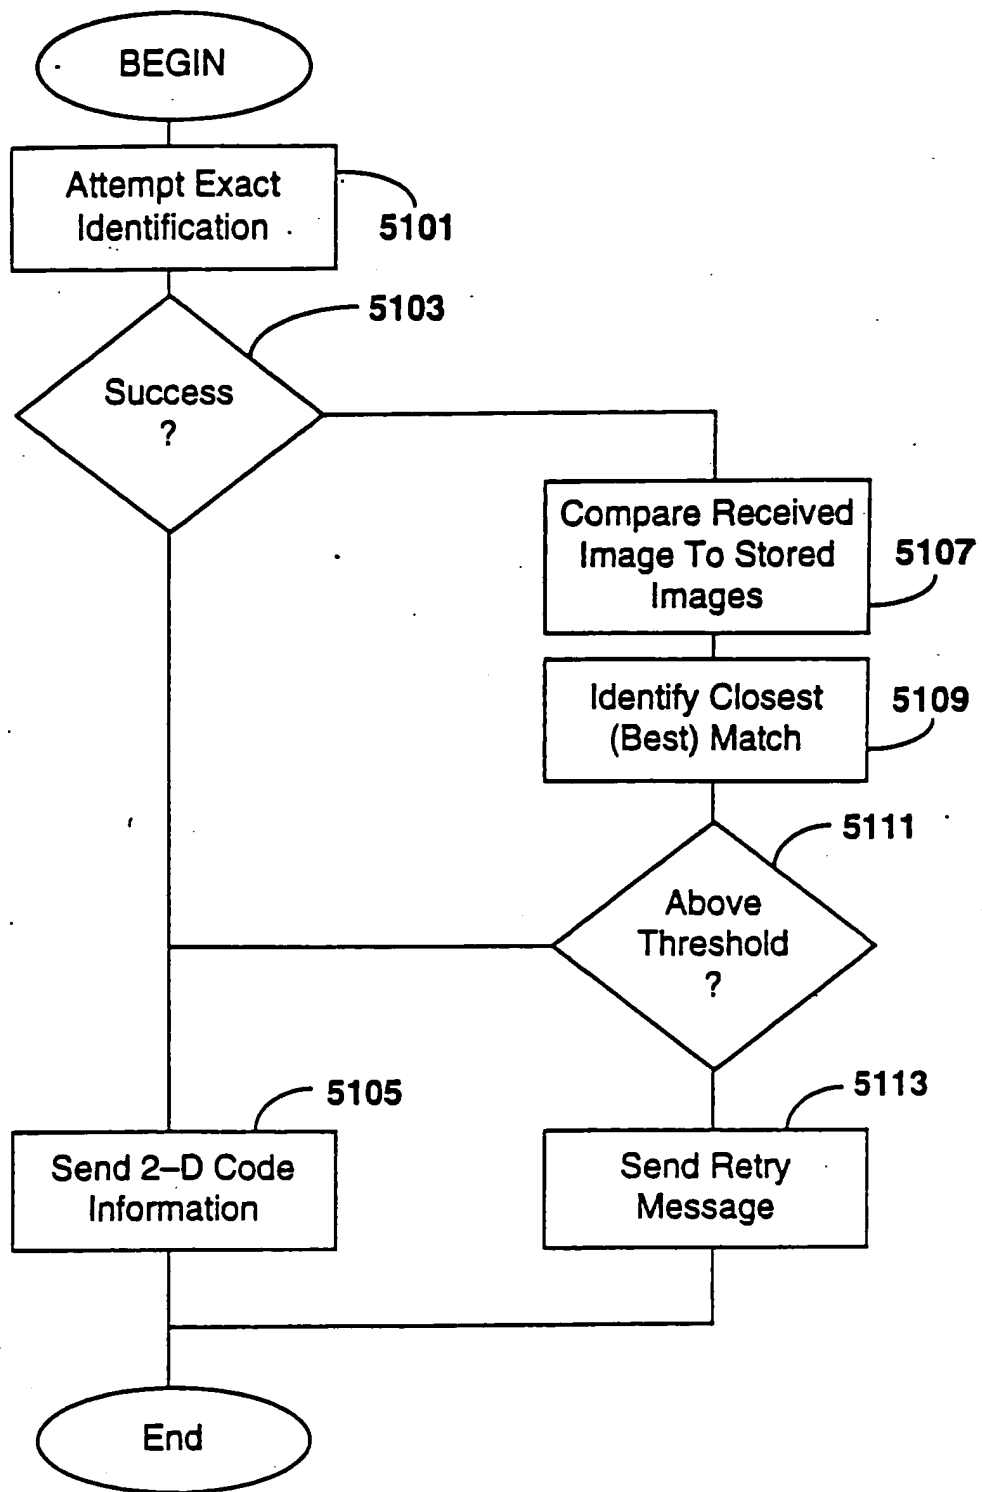 BEGIN
Attempt Exact
Identification
5101
5103
Success
?
Compare Received
Image To Stored
Images
5107
Identify Closest
(Best) Match
5109
5111
Above
Threshold
?
5105
Send 2-D Code
Information
5113
Send Retry
Message
End